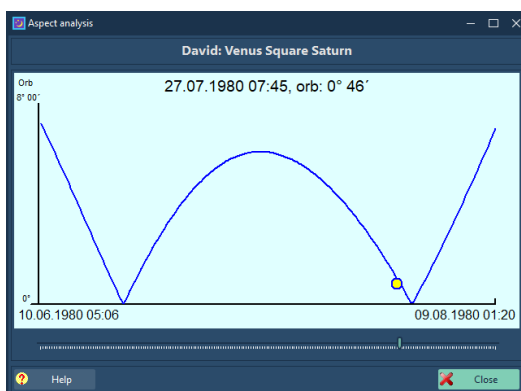 Aspect analysis
David: Venus Square Saturn
27.07.1980 07:45, orb: 0° 46´
Orb
8° 00´
0°
10.06.1980 05:06
09.08.1980 01:20
Help
Close